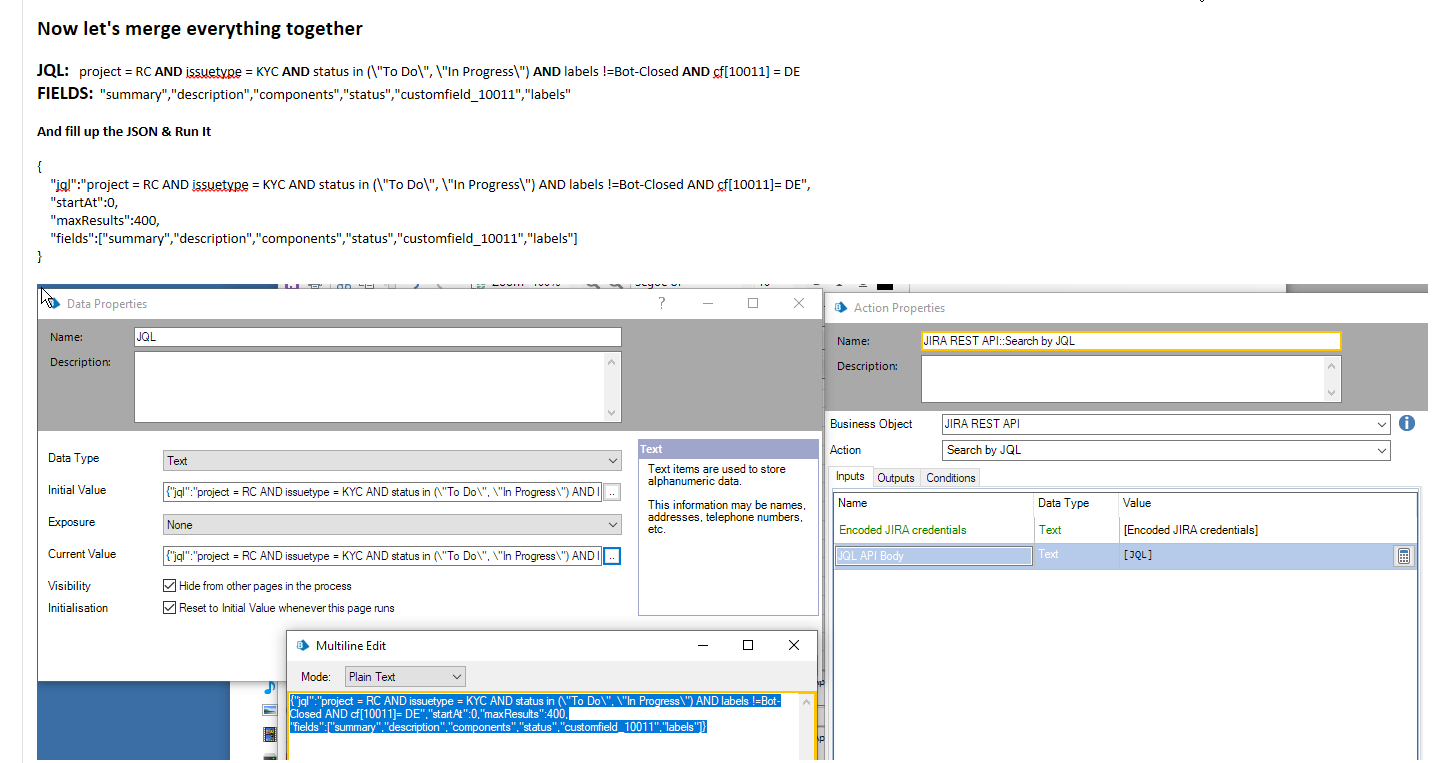 Now let's merge everything together
JQL: project = RC AND issuetype = KYC AND status in (\"To Do\", \"In Progress\") AND labels !=Bot-Closed AND cf[10011] = DE
FIELDS: "summary","description","components","status","customfield_10011","labels"
And fill up the JSON & Run It
{
"jql":"project = RC AND issuetype = KYC AND status in (\"To Do\", \"In Progress\") AND labels !=Bot-Closed AND cf[10011]= DE",
"startAt":0,
"maxResults":400,
"fields":["summary","description","components","status","customfield_10011","labels"]
}
Data Properties
?
Name: JQL
Description:
Data Type Text
Initial Value {"jql":"project = RC AND issuetype = KYC AND status in (\"To Do\", \"In Progress\") AND l
Exposure None
Current Value {"jql":"project = RC AND issuetype = KYC AND status in (\"To Do\", \"In Progress\") AND l
Visibility Hide from other pages in the process
Initialisation Reset to Initial Value whenever this page runs
Text
Text items are used to store
alphanumeric data.
This information may be names,
addresses, telephone numbers,
etc.
Multiline Edit
Mode: Plain Text
{"jql":"project = RC AND issuetype = KYC AND status in (\"To Do\", \"In Progress\") AND labels !=Bot-
Closed AND cf[10011]= DE","startAt":0,"maxResults":400,
"fields":["summary","description","components","status","customfield_10011","labels"]}
Action Properties
Name: JIRA REST API::Search by JQL
Description:
Business Object JIRA REST API
Action Search by JQL
Inputs Outputs Conditions
Name Data Type Value
Encoded JIRA credentials Text [Encoded JIRA credentials]
JQL API Body Text [JQL]